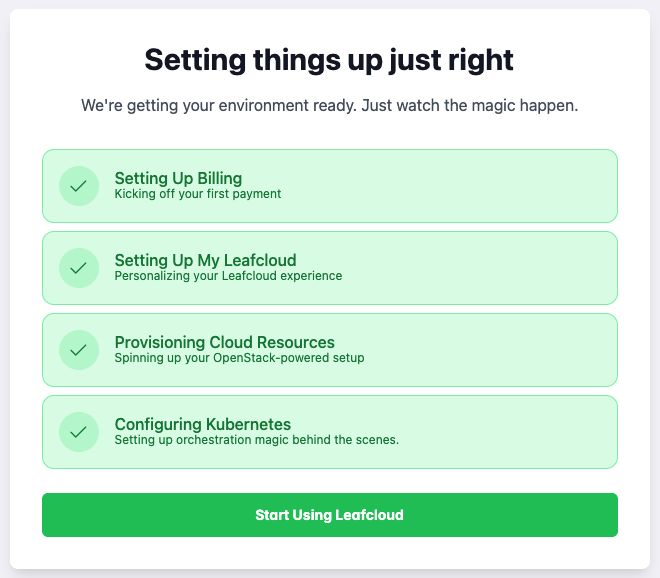 Setting things up just right
We're getting your environment ready. Just watch the magic happen.
Setting Up Billing
Kicking off your first payment
Setting Up My Leafcloud
Personalizing your Leafcloud experience
Provisioning Cloud Resources
Spinning up your OpenStack-powered setup
Configuring Kubernetes
Setting up orchestration magic behind the scenes.
Start Using Leafcloud